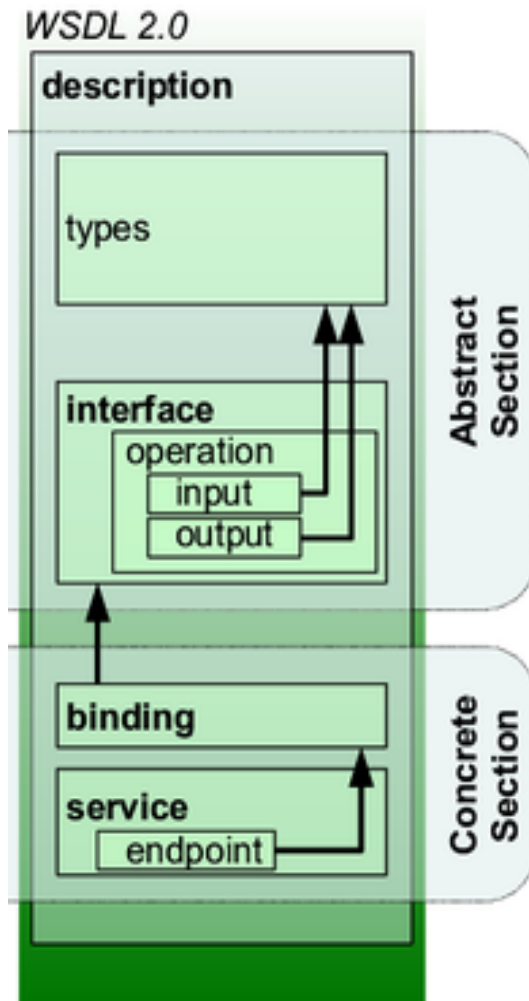 WSDL 2.0
description
types
interface
operation
input
output
Abstract
Section
binding
service
endpoint
Concrete
Section